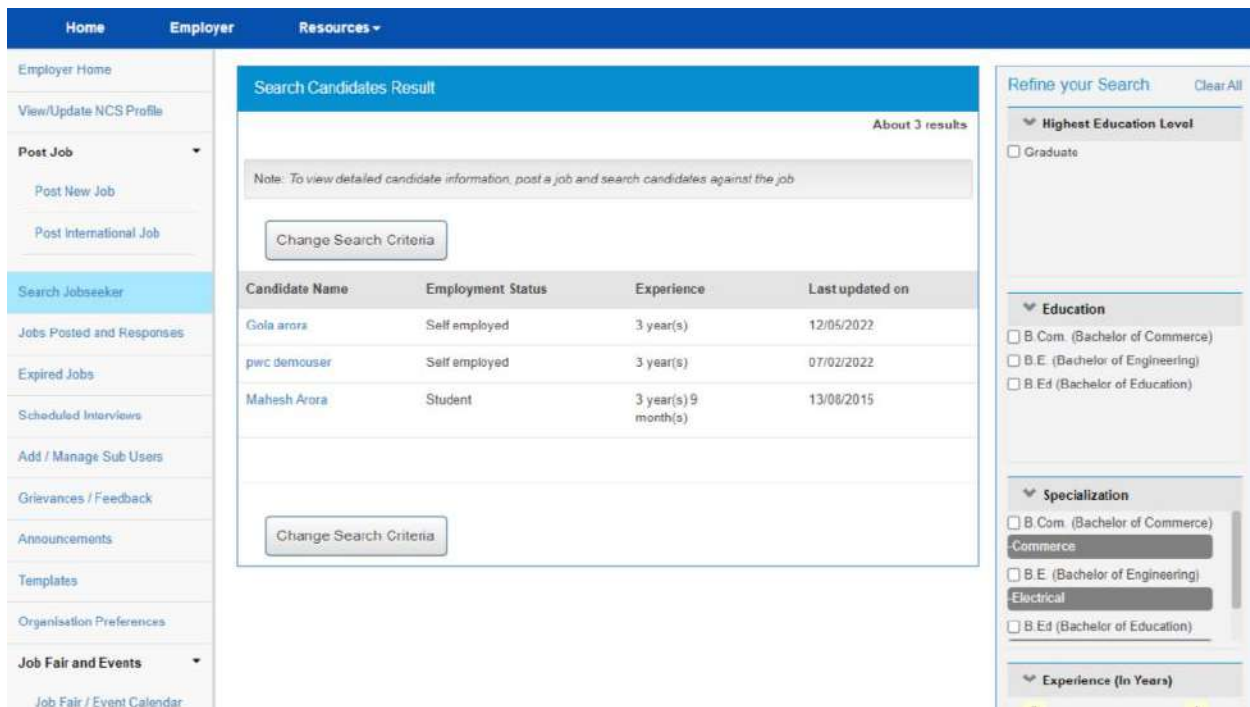 Home Employer Resources
Employer Home
View/Update NCS Profile
Post Job
Post New Job
Post International Job
Search Jobseeker
Jobs Posted and Responses
Expired Jobs
Scheduled Interviews
Add / Manage Sub Users
Grievances / Feedback
Announcements
Templates
Organisation Preferences
Job Fair and Events
Job Fair / Event Calendar
Search Candidates Result
About 3 results
Note: To view detailed candidate information, post a job and search candidates against the job
Change Search Criteria
Candidate Name Employment Status Experience Last updated on
Gola arora Self employed 3 year(s) 12/05/2022
pwc demouser Self employed 3 year(s) 07/02/2022
Mahesh Arora Student 3 year(s) 9 13/08/2015
month(s)
Change Search Criteria
Refine your Search Clear All
Highest Education Level
Graduate
Education
B.Com. (Bachelor of Commerce)
B.E. (Bachelor of Engineering)
B.Ed (Bachelor of Education)
Specialization
B.Com. (Bachelor of Commerce)
-Commerce
B.E. (Bachelor of Engineering)
-Electrical
B.Ed (Bachelor of Education)
Experience (In Years)